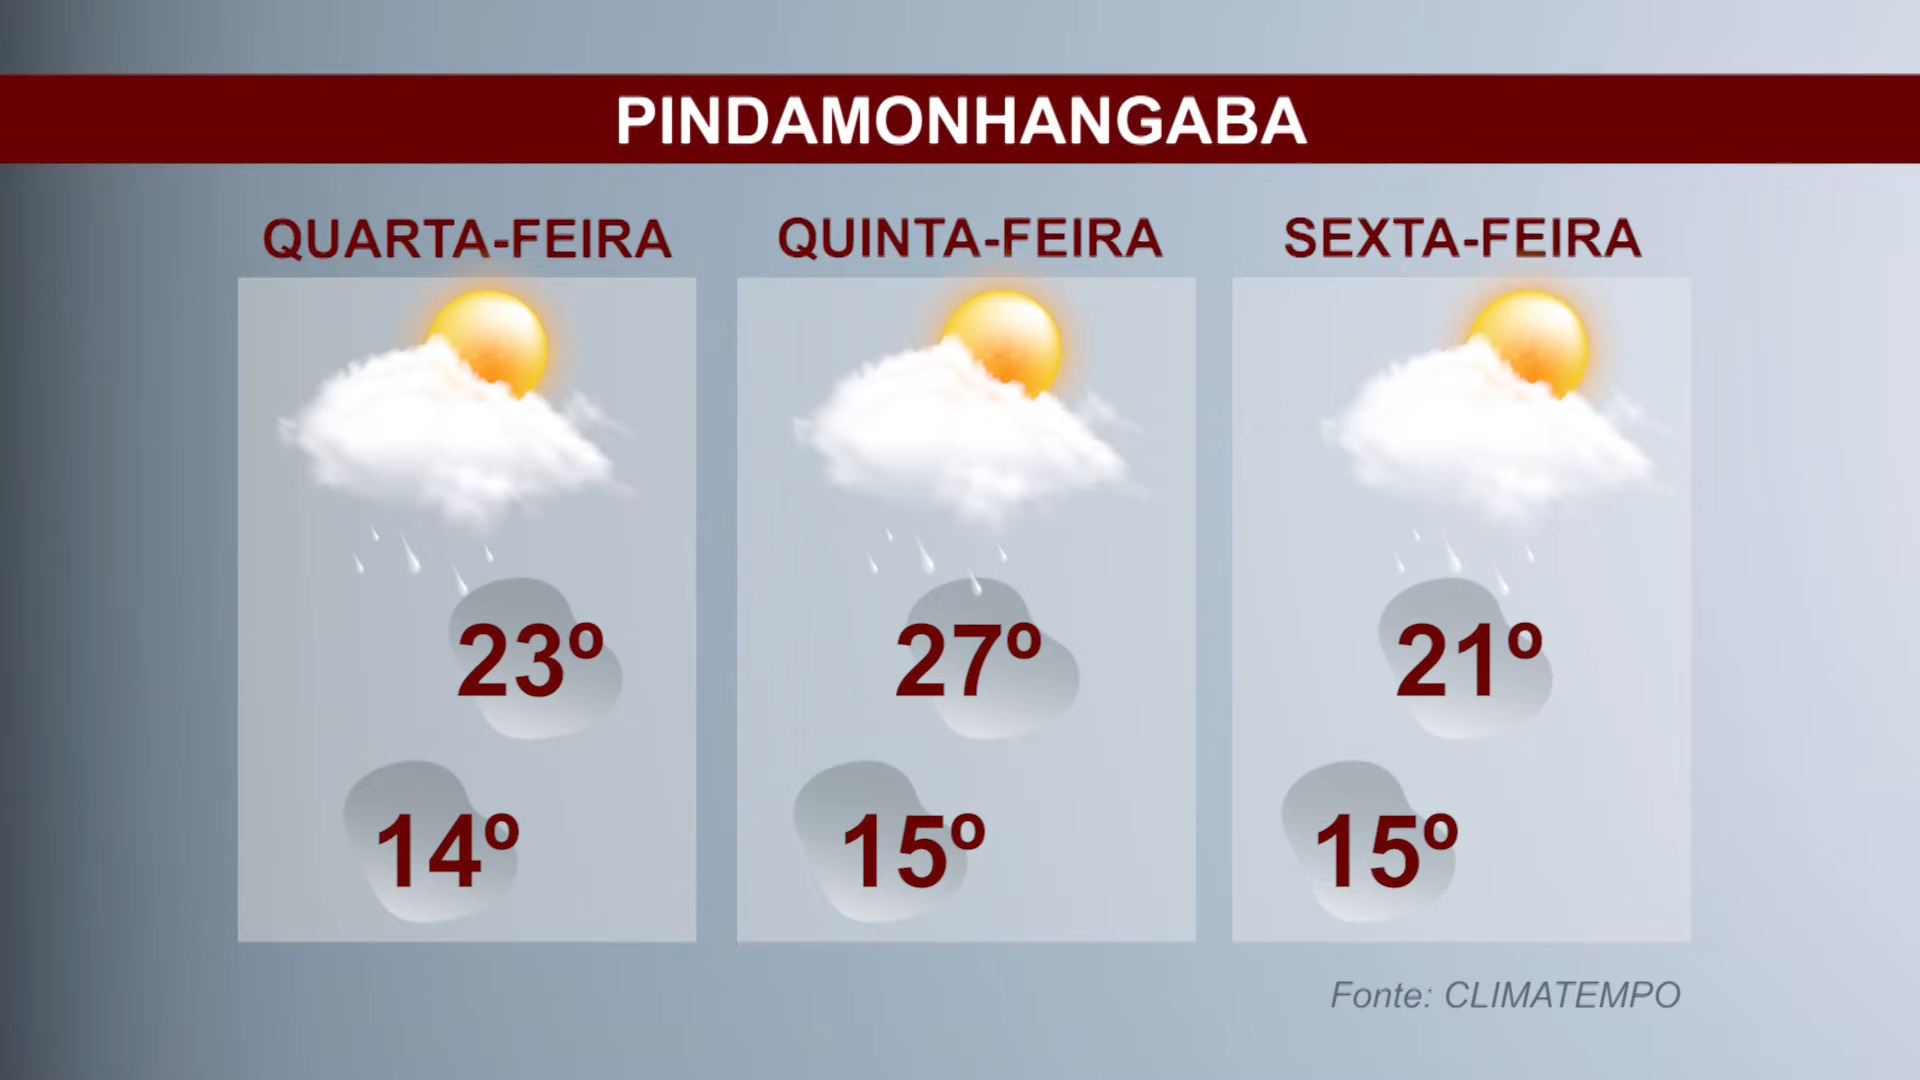 PINDAMONHANGABA
QUARTA-FEIRA
23º
14º
QUINTA-FEIRA
27º
15º
SEXTA-FEIRA
21º
15º
Fonte: CLIMATEMPO